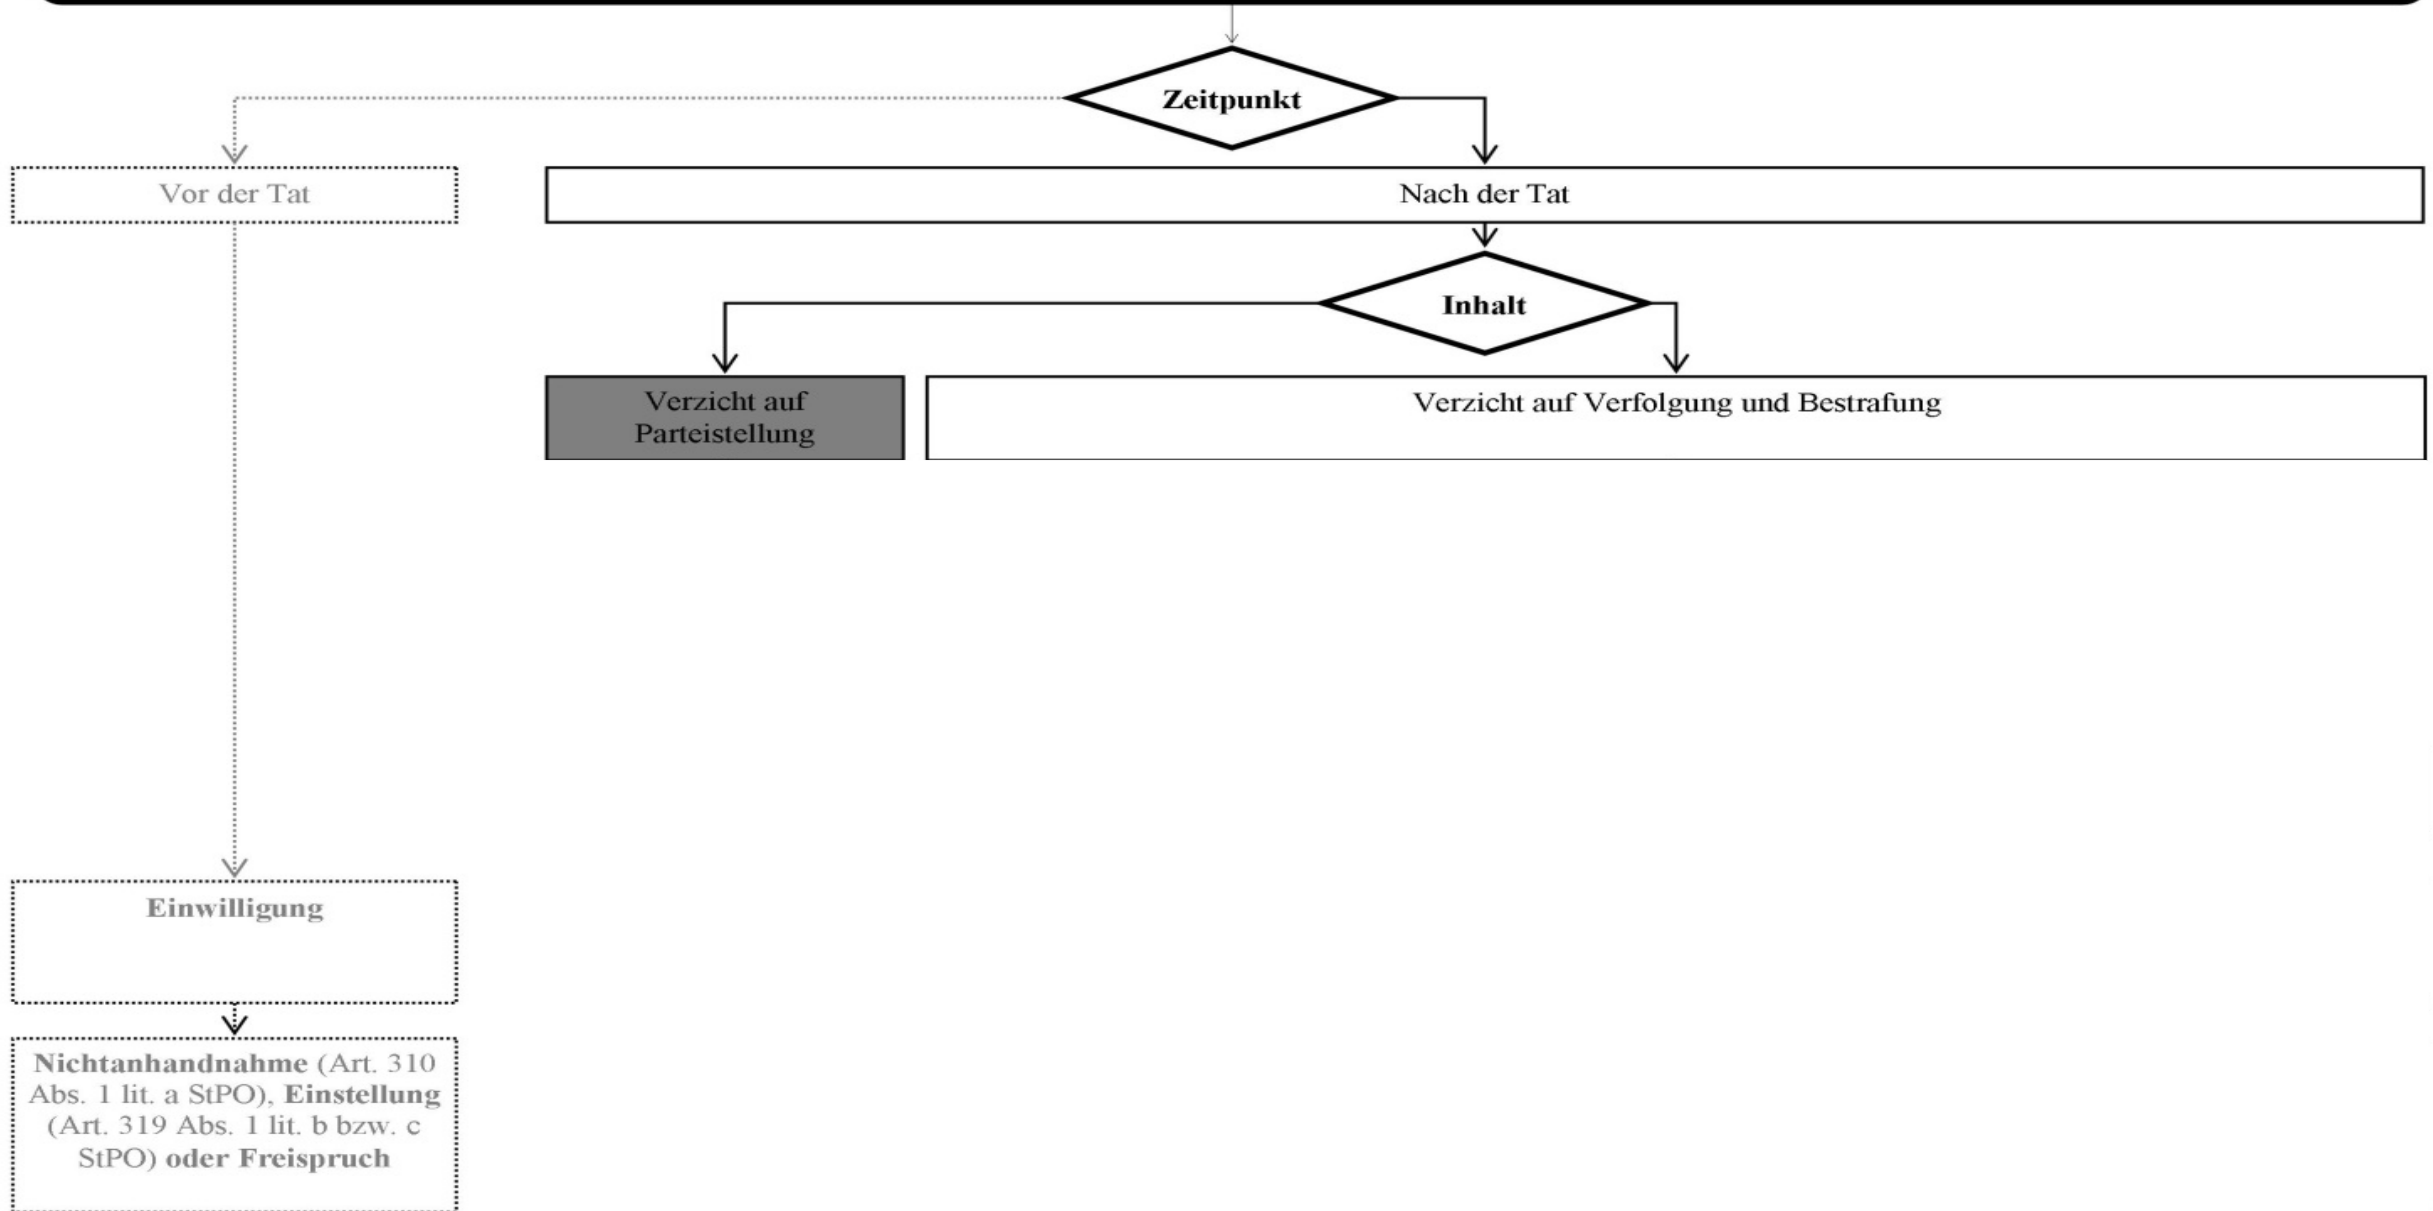 Zeitpunkt
Vor der Tat
Nach der Tat
Inhalt
Verzicht auf
Parteistellung
Verzicht auf Verfolgung und Bestrafung
Einwilligung
Nichtanhandnahme (Art. 310
Abs. 1 lit. a StPO), Einstellung
(Art. 319 Abs. 1 lit. b bzw. c
StPO) oder Freispruch